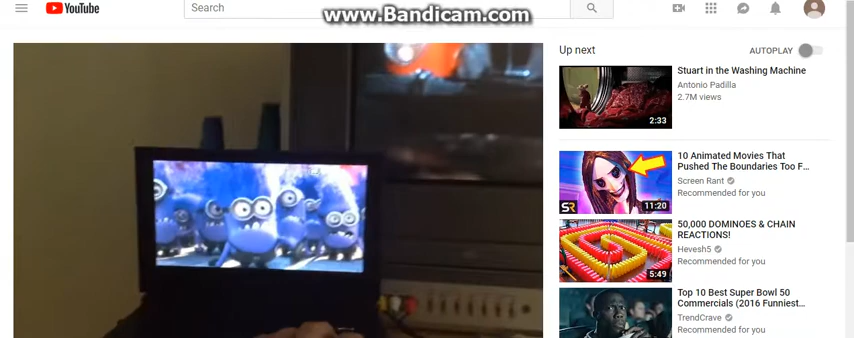 YouTube
Search
www.Bandicam.com
Up next
AUTOPLAY
Stuart in the Washing Machine
Antonio Padilla
2.7M views
2:33
10 Animated Movies That
Pushed The Boundaries Too F...
Screen Rant
Recommended for you
SR
11:20
50,000 DOMINOES & CHAIN
REACTIONS!
Hevesh5
Recommended for you
5:49
Top 10 Best Super Bowl 50
Commercials (2016 Funniest...
TrendCrave
Recommended for you